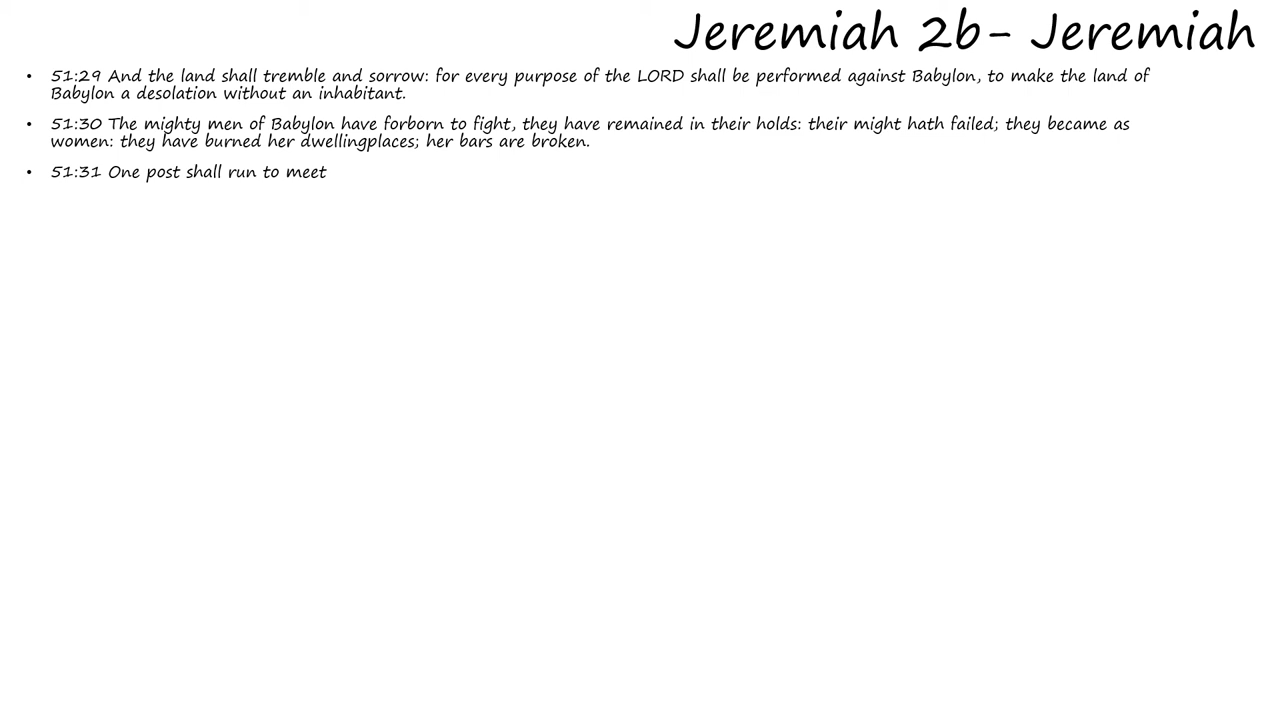 Jeremiah 2b- Jeremiah
• 51:29 And the land shall tremble and sorrow: for every purpose of the LORD shall be performed against Babylon, to make the land of
Babylon a desolation without an inhabitant.
• 51:30 The mighty men of Babylon have forborn to fight, they have remained in their holds: their might hath failed; they became as
women: they have burned her dwellingplaces; her bars are broken.
• 51:31 One post shall run to meet